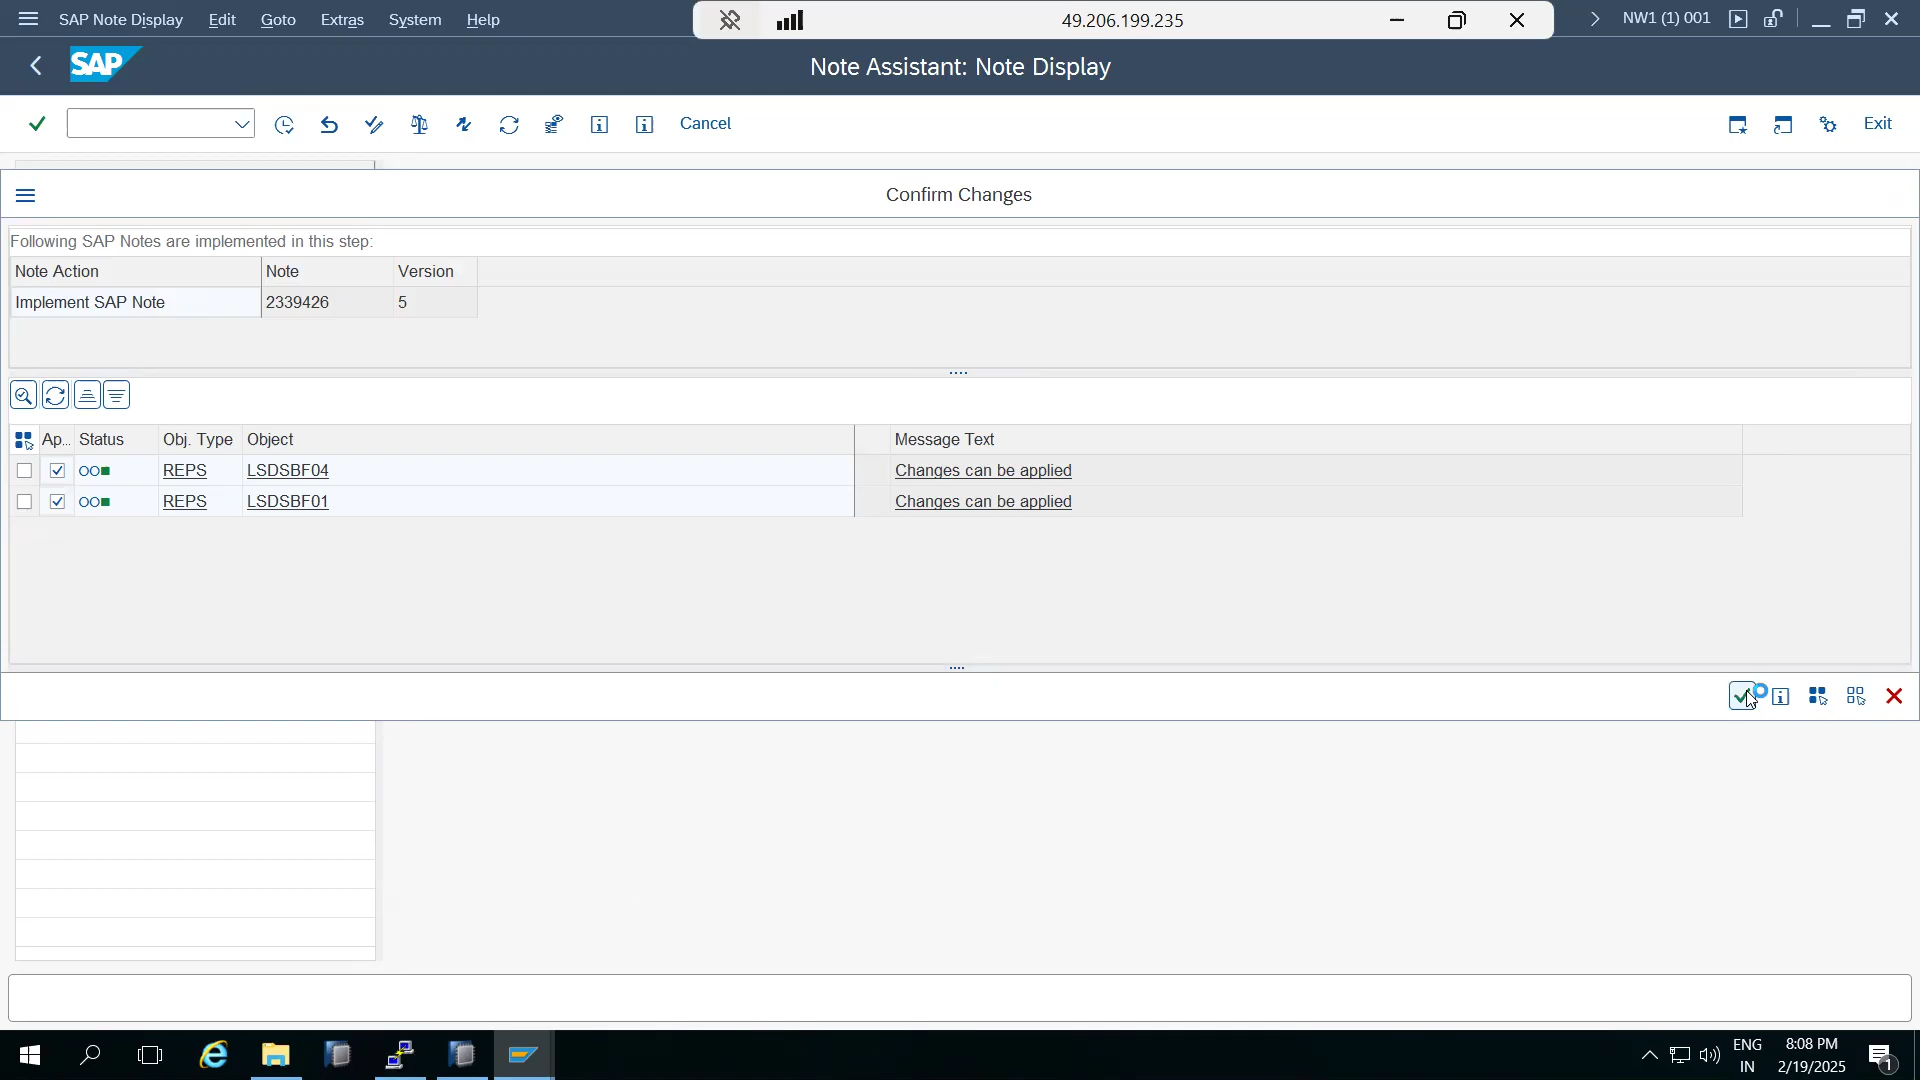 SAP Note Display Edit Goto Extras System Help
49.206.199.235
NW1 (1) 001
SAP
Note Assistant: Note Display
Cancel
Exit
Confirm Changes
Following SAP Notes are implemented in this step:
Note Action Note Version
Implement SAP Note 2339426 5
Ap... Status Obj. Type Object Message Text
REPS LSDSBF04 Changes can be applied
REPS LSDSBF01 Changes can be applied
ENG
IN
8:08 PM
2/19/2025
1